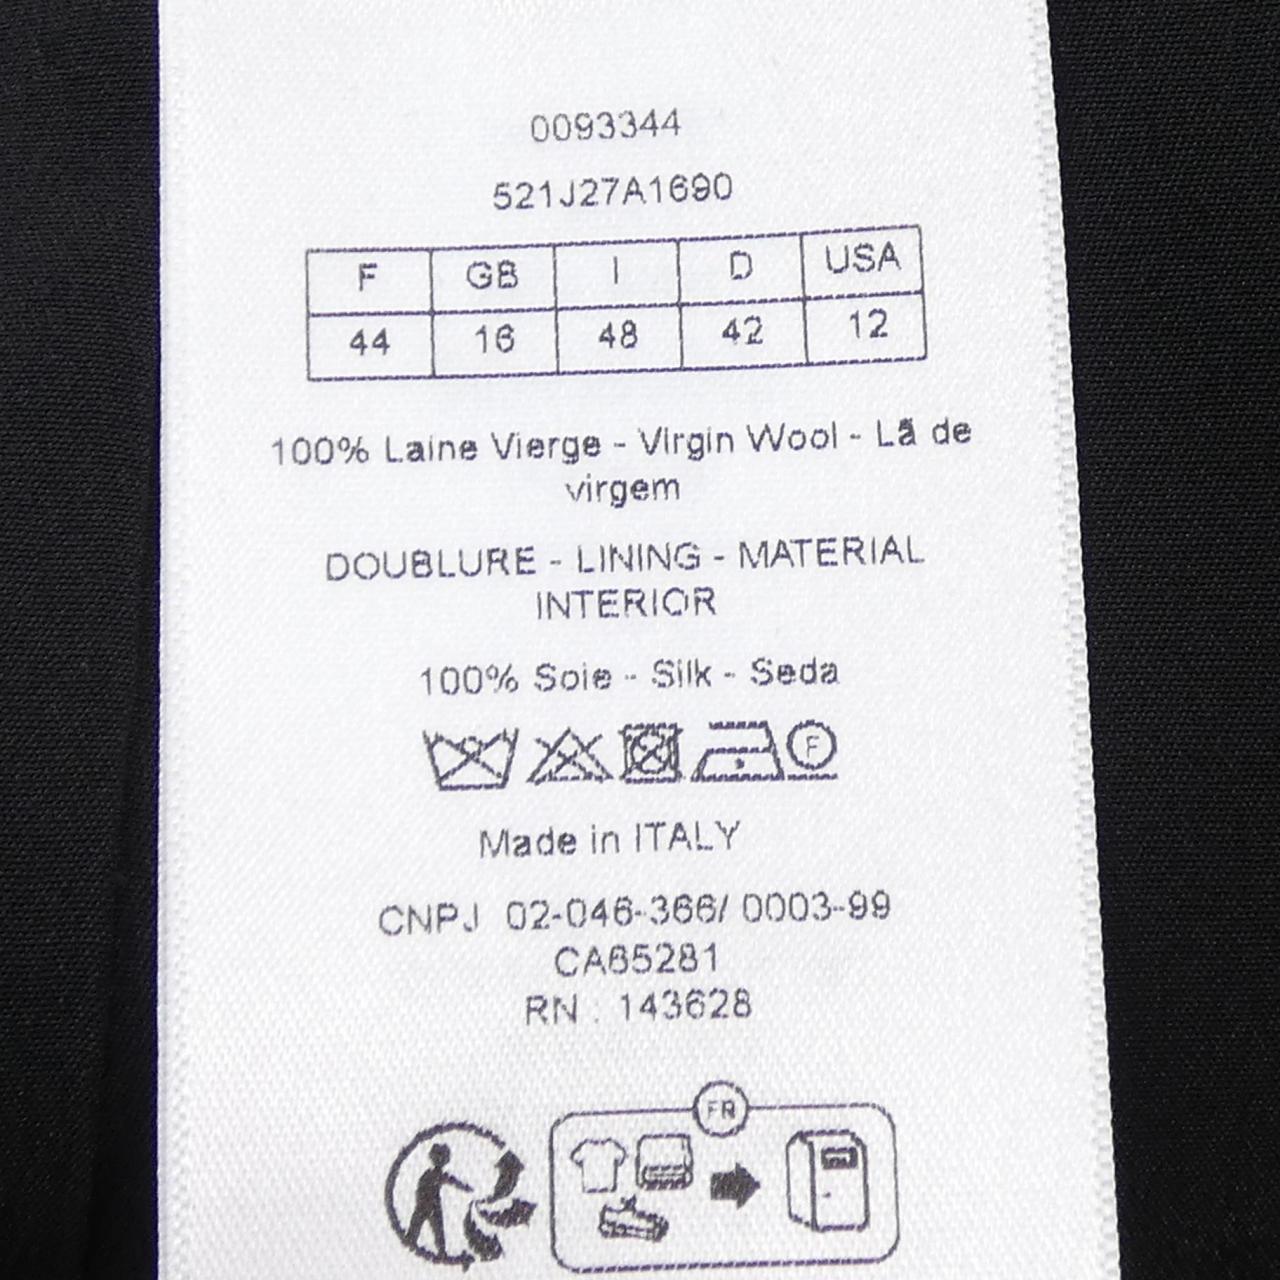 0093344
521J27A1690
F GB I D USA
44 16 48 42 12
100% Laine Vierge - Virgin Wool - Lã de
virgem
DOUBLURE - LINING - MATERIAL
INTERIOR
100% Soie - Silk - Seda
F
Made in ITALY
CNPJ 02-046-366/ 0003-99
CA65281
RN : 143628
FR